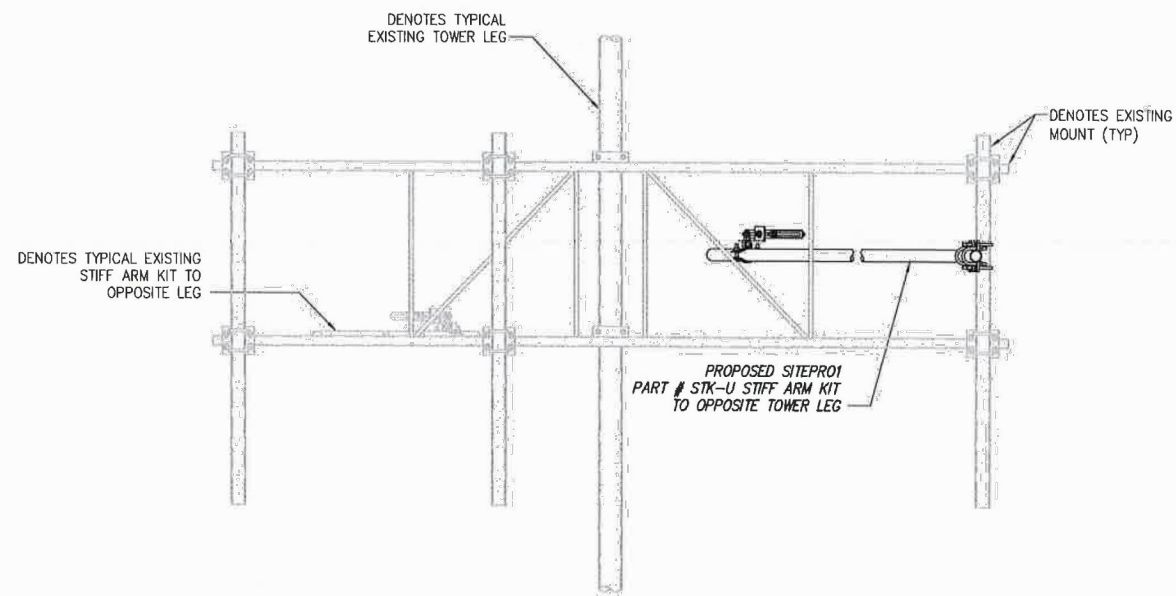 DENOTES TYPICAL
EXISTING TOWER LEG
DENOTES EXISTING
MOUNT (TYP)
DENOTES TYPICAL EXISTING
STIFF ARM KIT TO
OPPOSITE LEG
PROPOSED SITEPRO1
PART # STK-U STIFF ARM KIT
TO OPPOSITE TOWER LEG